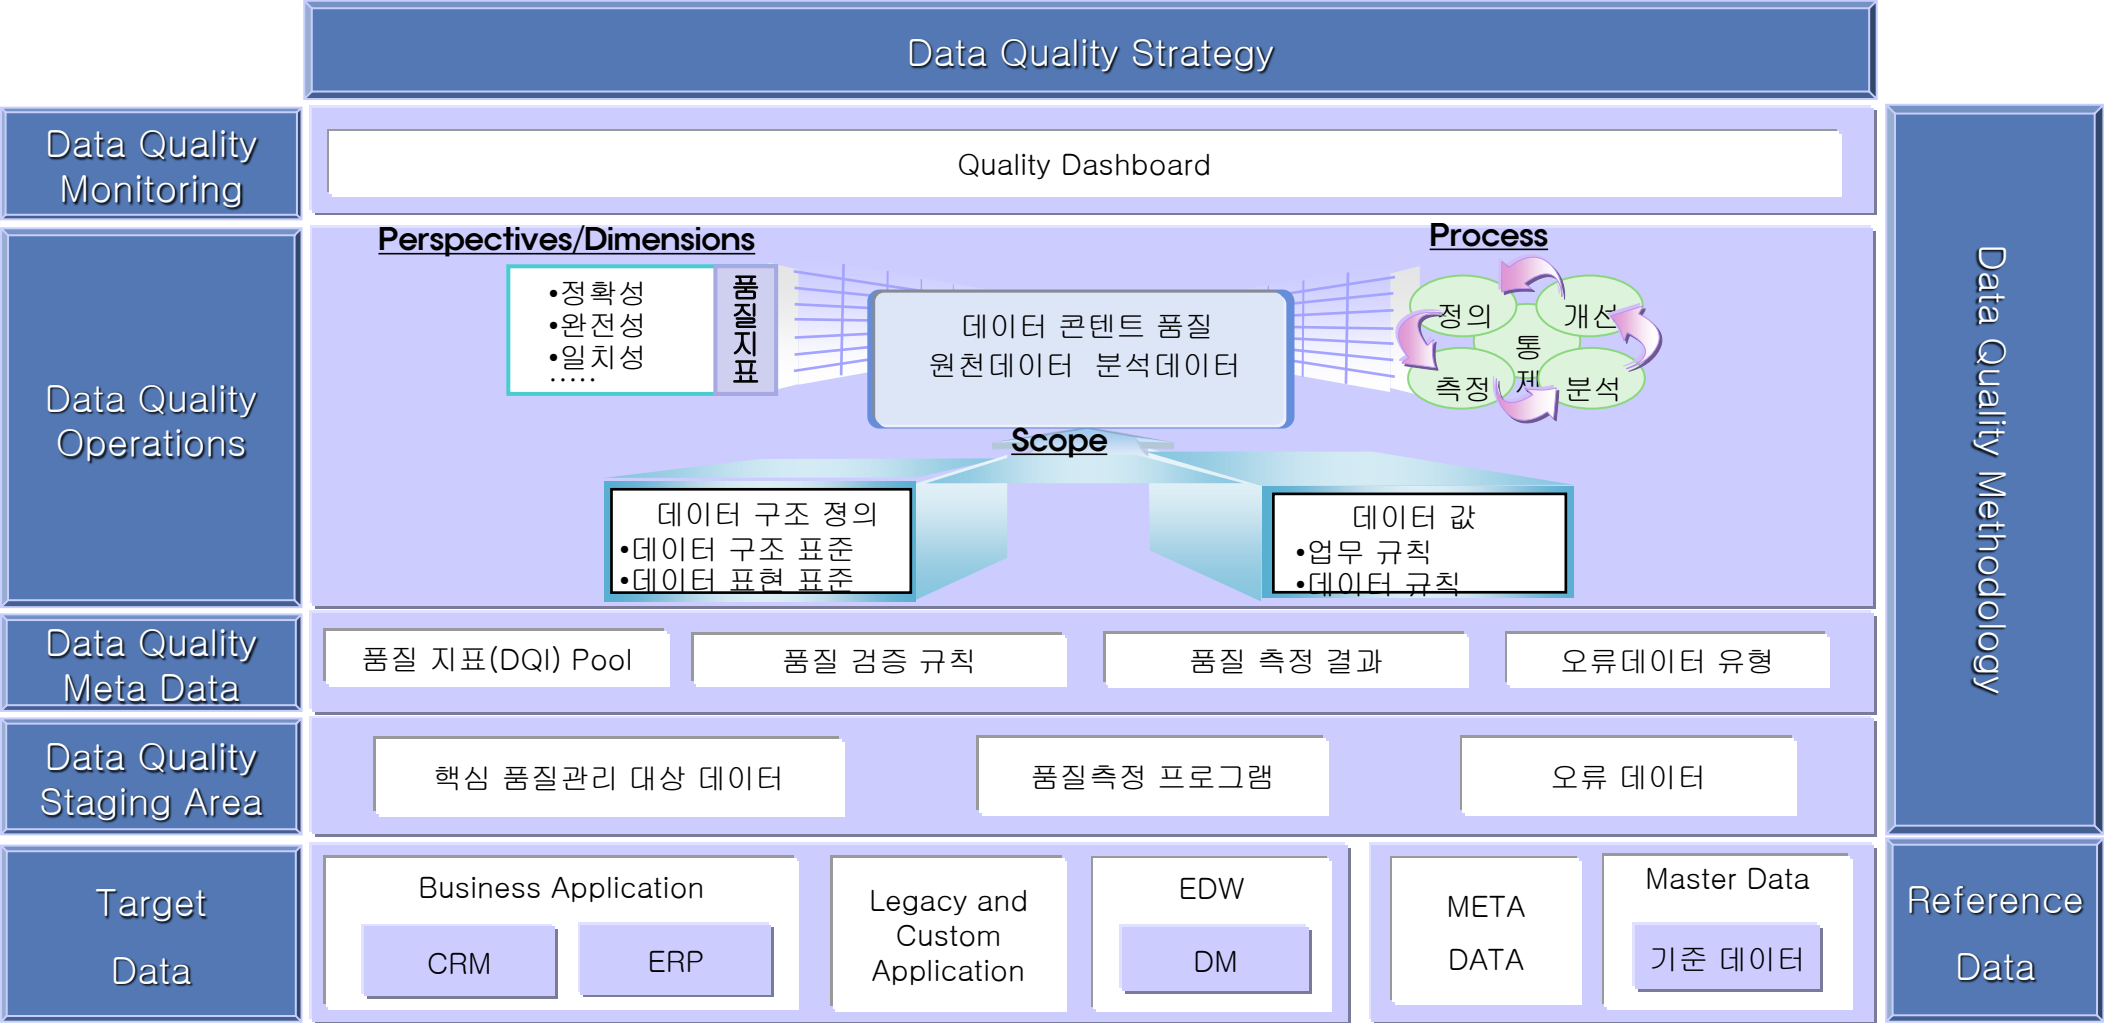 Data Quality Strategy
Data Quality
Monitoring
Quality Dashboard
Data Quality Methodology
Data Quality
Operations
Perspectives/Dimensions
•정확성
•완전성
•일치성
.....
품질지표
데이터 콘텐트 품질
원천데이터 분석데이터
Process
정의
개선
통제
측정
분석
Scope
데이터 구조 졍의
•데이터 구조 표준
•데이터 표현 표준
데이터 값
•업무 규칙
•데이터 규칙
Data Quality
Meta Data
품질 지표(DQI) Pool
품질 검증 규칙
품질 측정 결과
오류데이터 유형
Data Quality
Staging Area
핵심 품질관리 대상 데이터
품질측정 프로그램
오류 데이터
Target
Data
Business Application
CRM
ERP
Legacy and
Custom
Application
EDW
DM
META
DATA
Master Data
기준 데이터
Reference
Data